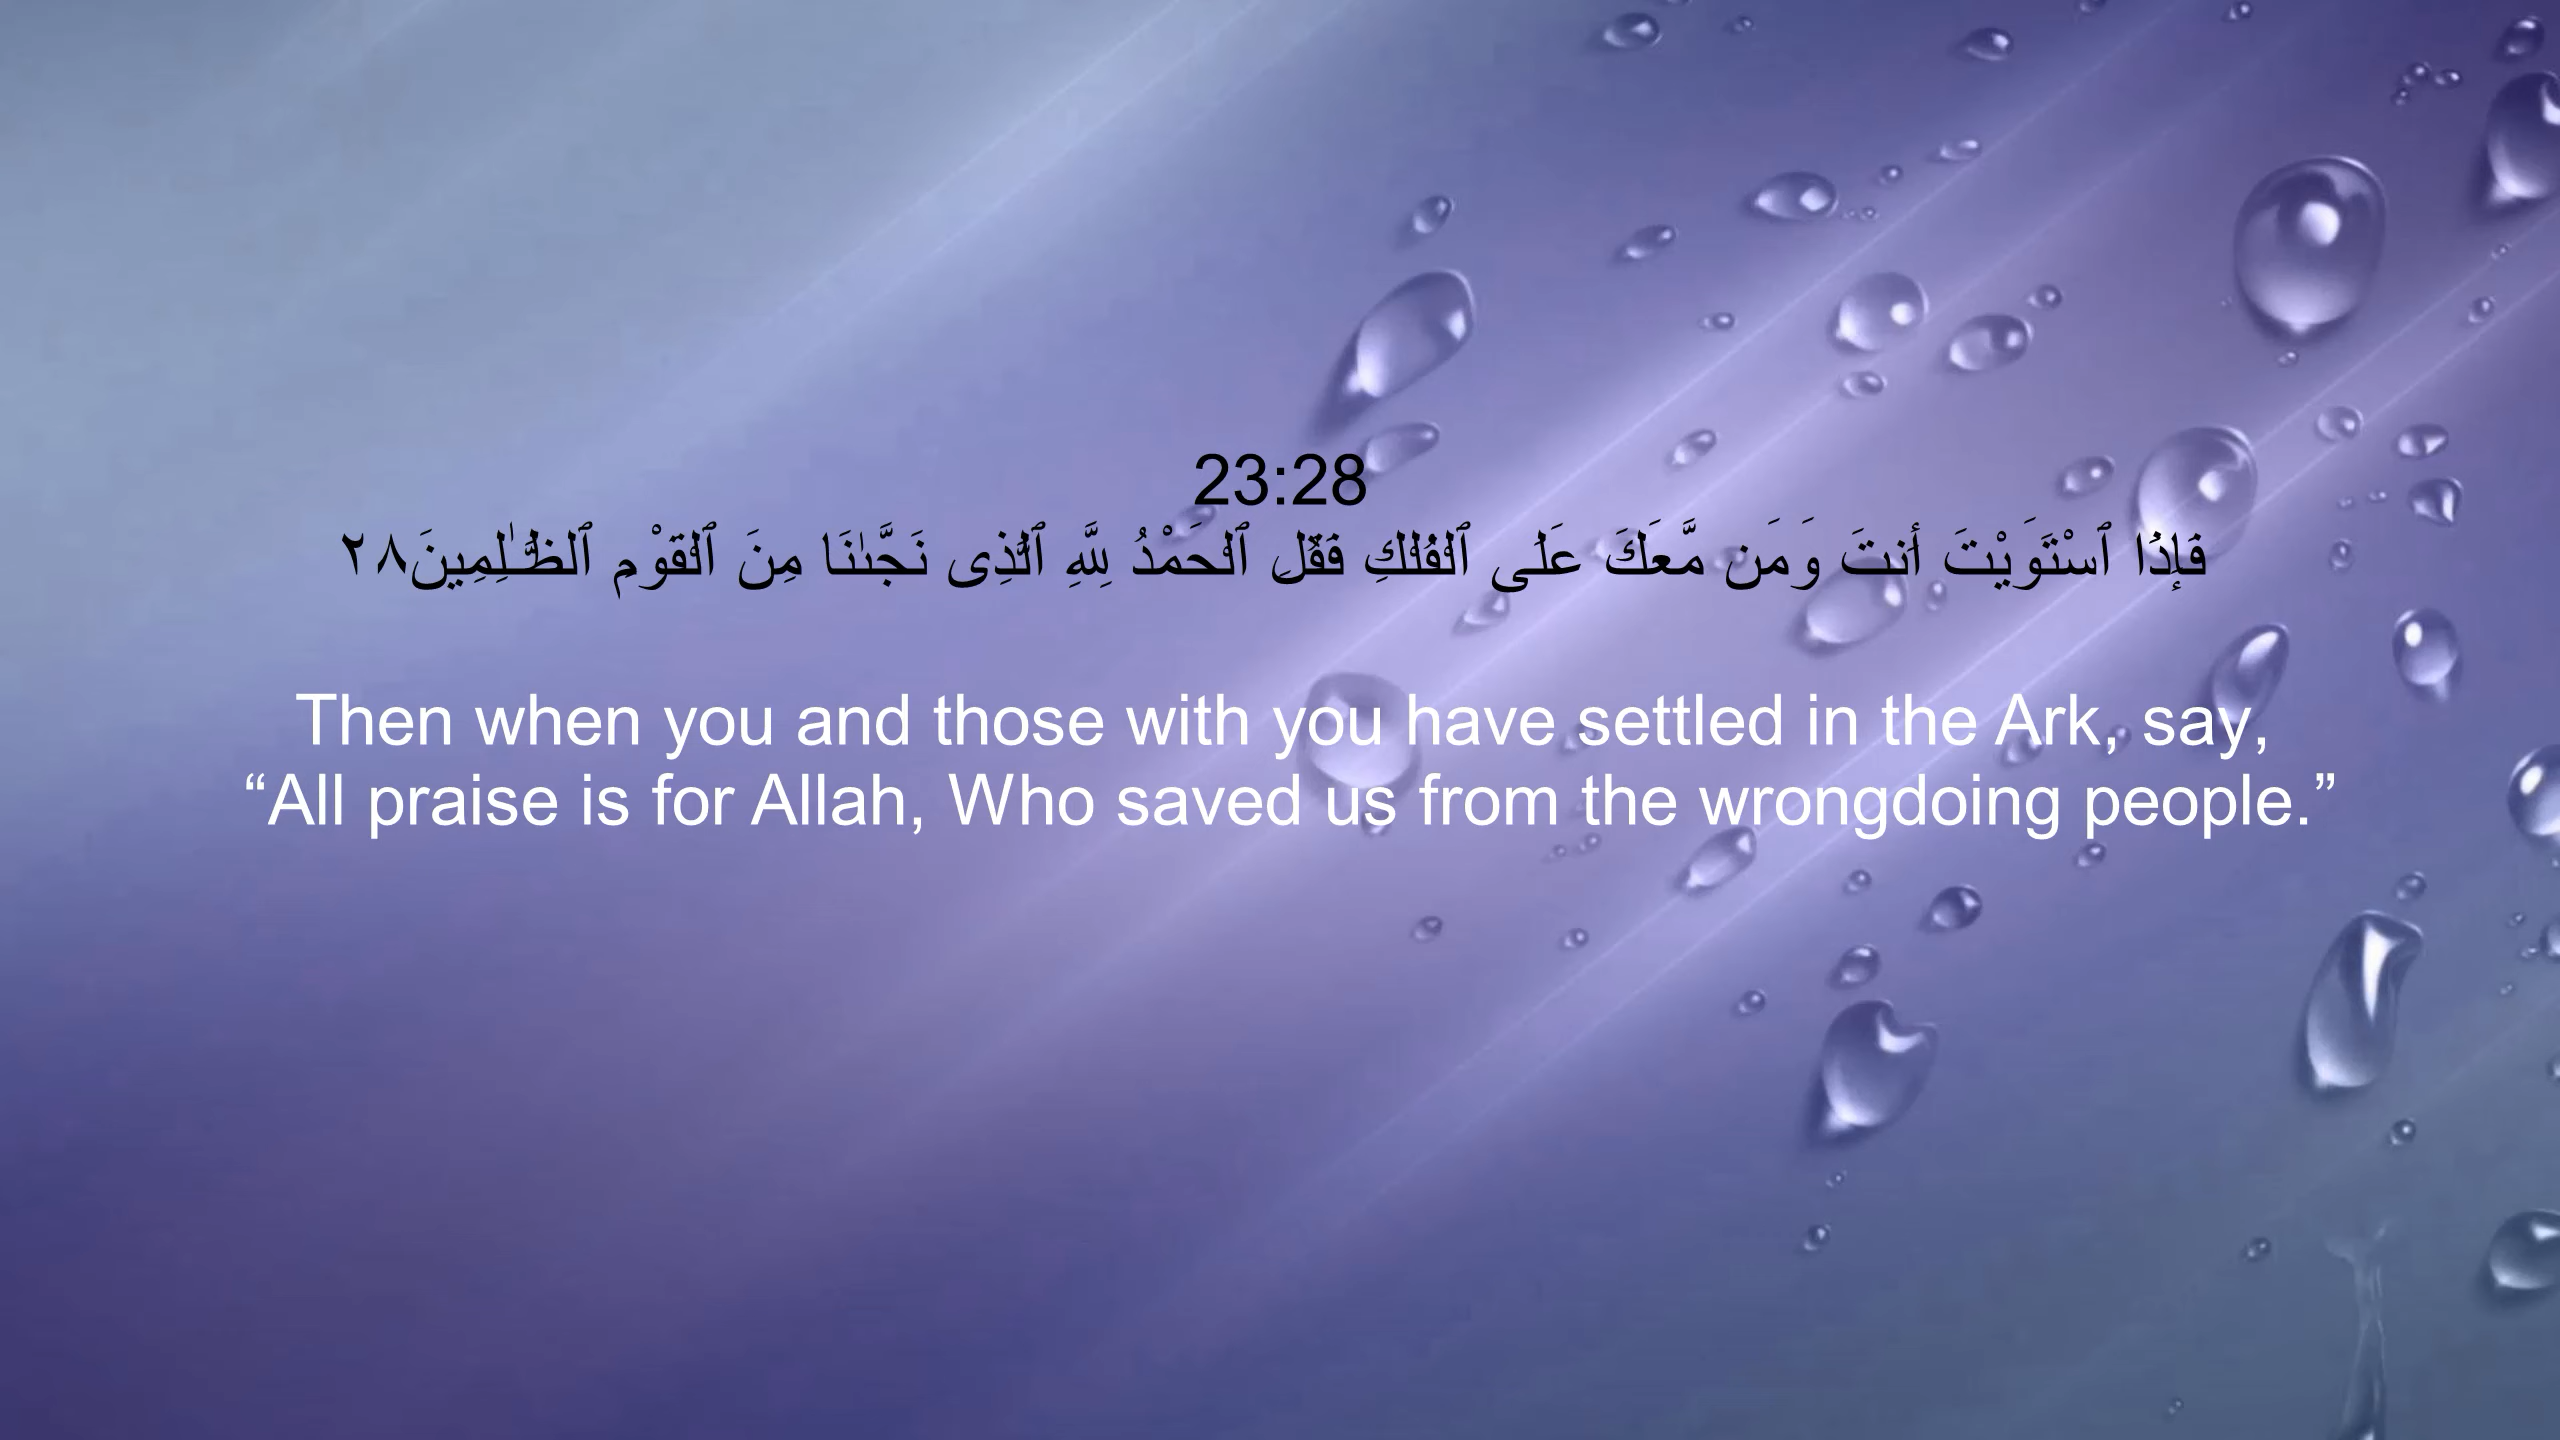 23:28
فَإِذَا ٱسْتَوَيْتَ أَنتَ وَمَن مَّعَكَ عَلَى ٱلْفُلْكِ فَقُلِ ٱلْحَمْدُ لِلَّهِ ٱلَّذِى نَجَّىٰنَا مِنَ ٱلْقَوْمِ ٱلظَّـٰلِمِينَ٢٨
Then when you and those with you have settled in the Ark, say,
“All praise is for Allah, Who saved us from the wrongdoing people.”